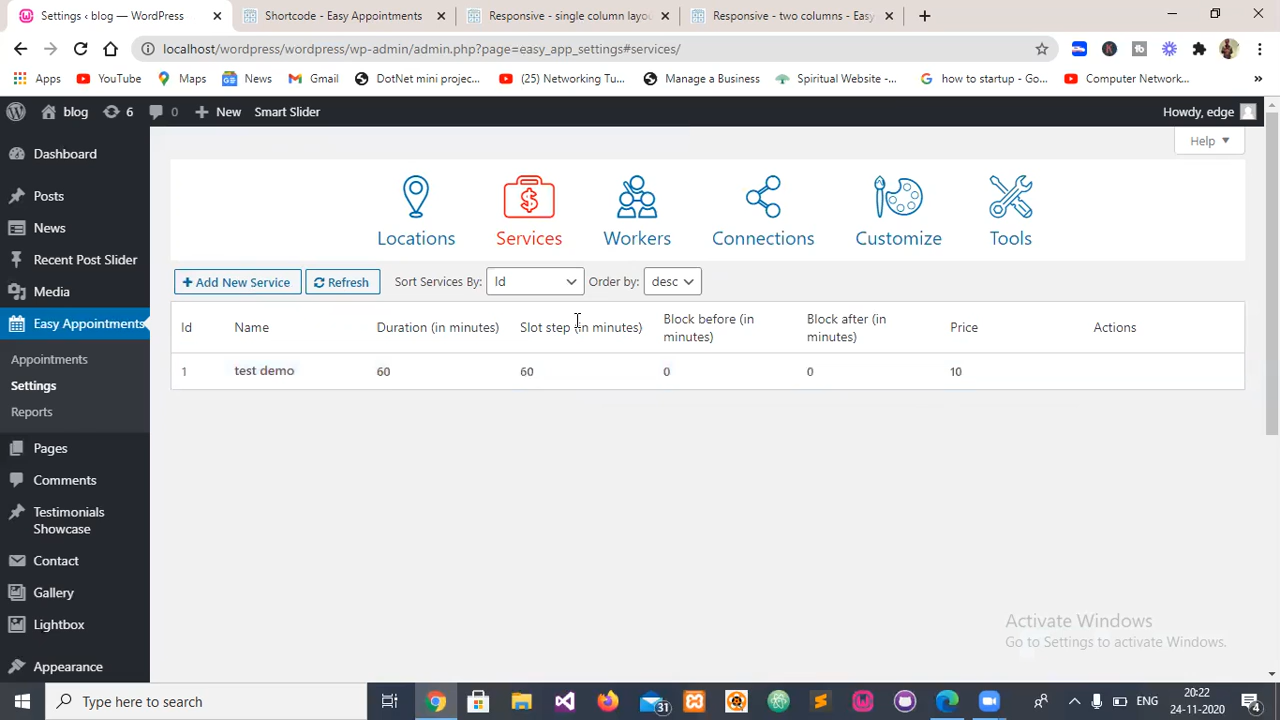 Settings ‹ blog — WordPress
Shortcode - Easy Appointments
Responsive - single column layou
Responsive - two columns - Easy
localhost/wordpress/wordpress/wp-admin/admin.php?page=easy_app_settings#services/
Apps
YouTube
Maps
News
Gmail
DotNet mini projec...
(25) Networking Tu...
Manage a business
Spiritual Website -...
how to startup - Go...
Computer Network...
»
blog
6
0
New
Smart Slider
Howdy, edge
Help
Dashboard
Posts
News
Recent Post Slider
Media
Easy Appointments
Appointments
Settings
Reports
Pages
Comments
Testimonials
Showcase
Contact
Gallery
Lightbox
Appearance
Locations
Services
Workers
Connections
Customize
Tools
Add New Service
Refresh
Sort Services By:
Id
Order by:
desc
Id Name Duration (in minutes) Slot step (in minutes) Block before (in minutes) Block after (in minutes) Price Actions
1 test demo 60 60 0 0 10
Activate Windows
Go to Settings to activate Windows.
Type here to search
31
ENG
20:22
24-11-2020
4